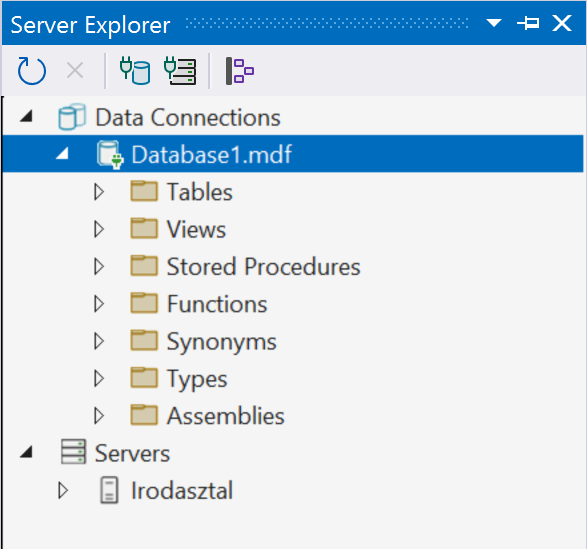 Server Explorer
Data Connections
Database1.mdf
Tables
Views
Stored Procedures
Functions
Synonyms
Types
Assemblies
Servers
Irodasztal